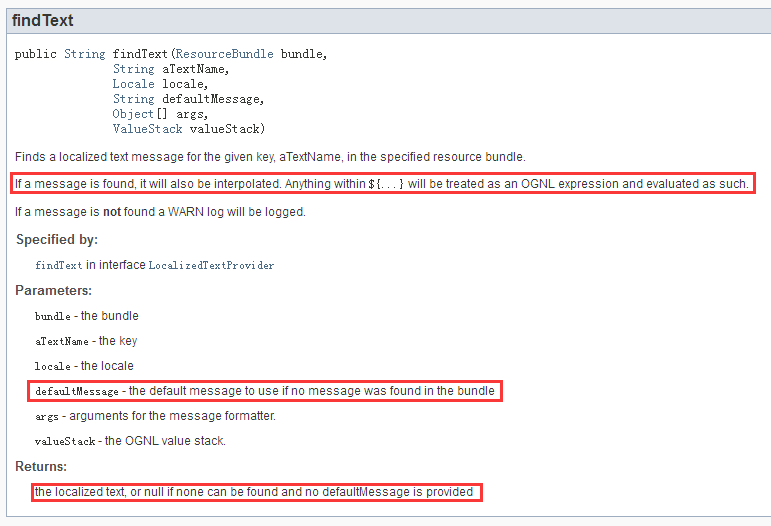 findText
public String findText(ResourceBundle bundle,
String aTextName,
Locale locale,
String defaultMessage,
Object[] args,
ValueStack valueStack)
Finds a localized text message for the given key, aTextName, in the specified resource bundle.
If a message is found, it will also be interpolated. Anything within ${...} will be treated as an OGNL expression and evaluated as such.
If a message is not found a WARN log will be logged.
Specified by:
findText in interface LocalizedTextProvider
Parameters:
bundle - the bundle
aTextName - the key
locale - the locale
defaultMessage - the default message to use if no message was found in the bundle
args - arguments for the message formatter.
valueStack - the OGNL value stack.
Returns:
the localized text, or null if none can be found and no defaultMessage is provided